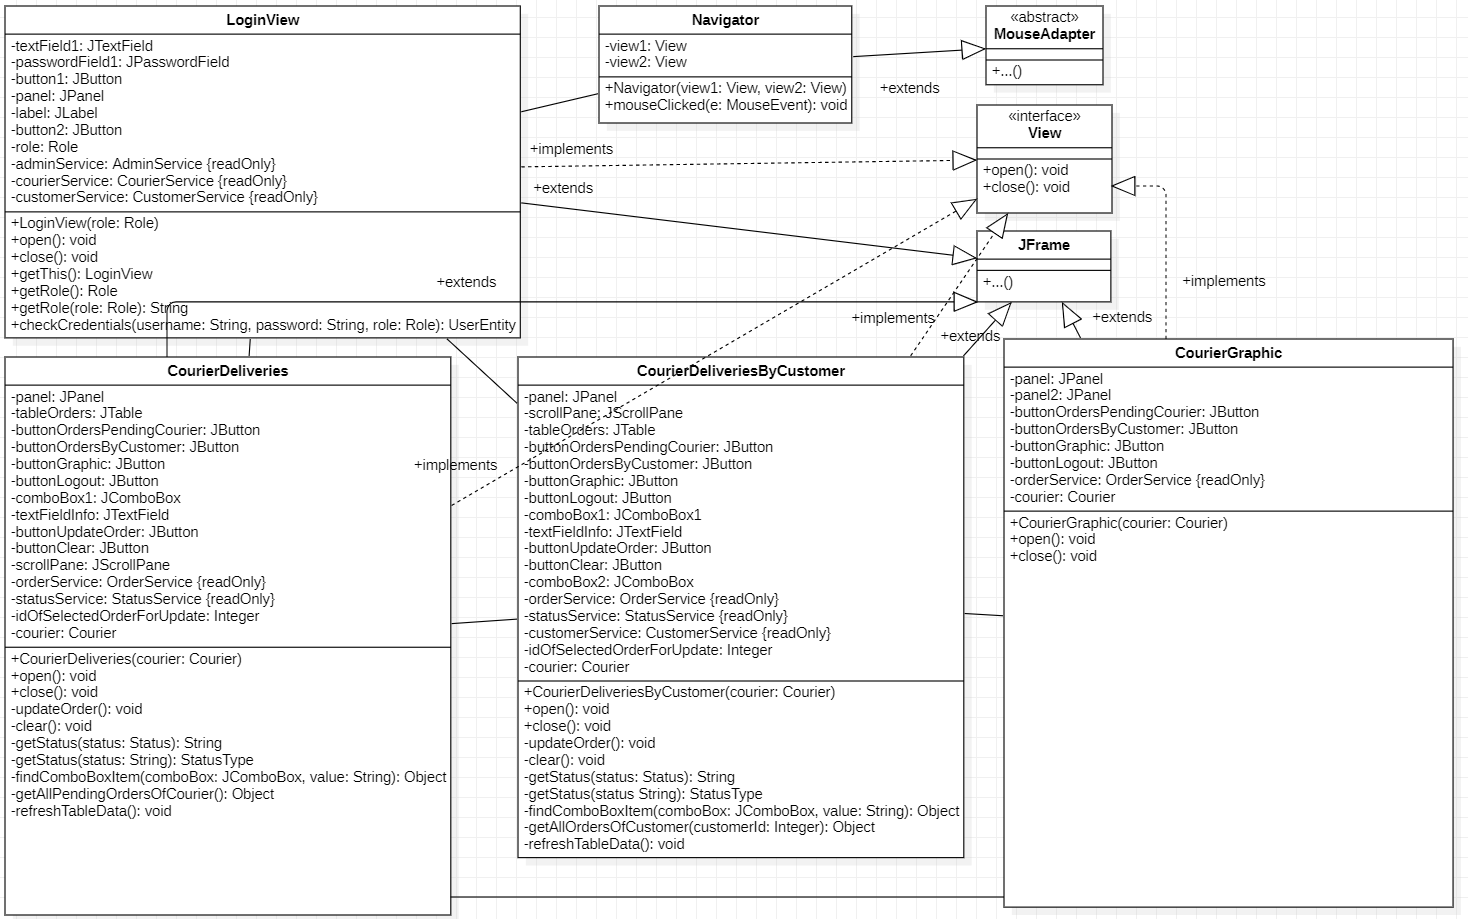 LoginView
-textField1: JTextField
-passwordField1: JPasswordField
-button1: JButton
-panel: JPanel
-label: JLabel
-button2: JButton
-role: Role
-adminService: AdminService {readOnly}
-courierService: CourierService {readOnly}
-customerService: CustomerService {readOnly}
+LoginView(role: Role)
+open(): void
+close(): void
+getThis(): LoginView
+getRole(): Role
+getRole(role: Role): String
+checkCredentials(username: String, password: String, role: Role): UserEntity
Navigator
-view1: View
-view2: View
+Navigator(view1: View, view2: View)
+mouseClicked(e: MouseEvent): void
«abstract»
MouseAdapter
+...()
+extends
«interface»
View
+open(): void
+close(): void
+implements
+extends
JFrame
+...()
+extends
+implements
+implements
+extends
+extends
+implements
CourierDeliveries
-panel: JPanel
-tableOrders: JTable
-buttonOrdersPendingCourier: JButton
-buttonOrdersByCustomer: JButton
-buttonGraphic: JButton
-buttonLogout: JButton
-comboBox1: JComboBox
-textFieldInfo: JTextField
-buttonUpdateOrder: JButton
-buttonClear: JButton
-scrollPane: JScrollPane
-orderService: OrderService {readOnly}
-statusService: StatusService {readOnly}
-idOfSelectedOrderForUpdate: Integer
-courier: Courier
+CourierDeliveries(courier: Courier)
+open(): void
+close(): void
-updateOrder(): void
-clear(): void
-getStatus(status: Status): String
-getStatus(status: String): StatusType
-findComboBoxItem(comboBox: JComboBox, value: String): Object
-getAllPendingOrdersOfCourier(): Object
-refreshTableData(): void
CourierDeliveriesByCustomer
-panel: JPanel
-scrollPane: JScrollPane
-tableOrders: JTable
-buttonOrdersPendingCourier: JButton
-buttonOrdersByCustomer: JButton
-buttonGraphic: JButton
-buttonLogout: JButton
-comboBox1: JComboBox1
-textFieldInfo: JTextField
-buttonUpdateOrder: JButton
-buttonClear: JButton
-comboBox2: JComboBox
-orderService: OrderService {readOnly}
-statusService: StatusService {readOnly}
-customerService: CustomerService {readOnly}
-idOfSelectedOrderForUpdate: Integer
-courier: Courier
+CourierDeliveriesByCustomer(courier: Courier)
+open(): void
+close(): void
-updateOrder(): void
-clear(): void
-getStatus(status: Status): String
-getStatus(status String): StatusType
-findComboBoxItem(comboBox: JComboBox, value: String): Object
-getAllOrdersOfCustomer(customerId: Integer): Object
-refreshTableData(): void
CourierGraphic
-panel: JPanel
-panel2: JPanel
-buttonOrdersPendingCourier: JButton
-buttonOrdersByCustomer: JButton
-buttonGraphic: JButton
-buttonLogout: JButton
-orderService: OrderService {readOnly}
-courier: Courier
+CourierGraphic(courier: Courier)
+open(): void
+close(): void